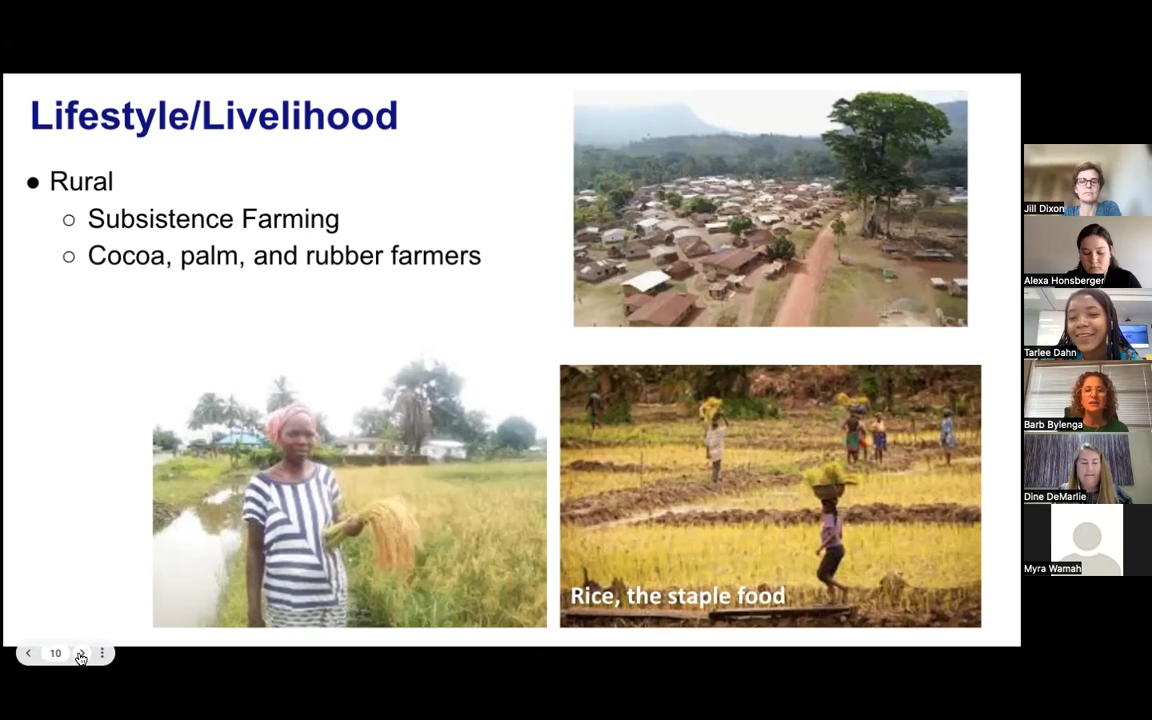 Lifestyle/Livelihood
● Rural
○ Subsistence Farming
○ Cocoa, palm, and rubber farmers
Rice, the staple food
10
Jill Dixon
Alexa Honsberger
Tarlee Dahn
Barb Bylenga
Dine DeMarlie
Myra Wamah